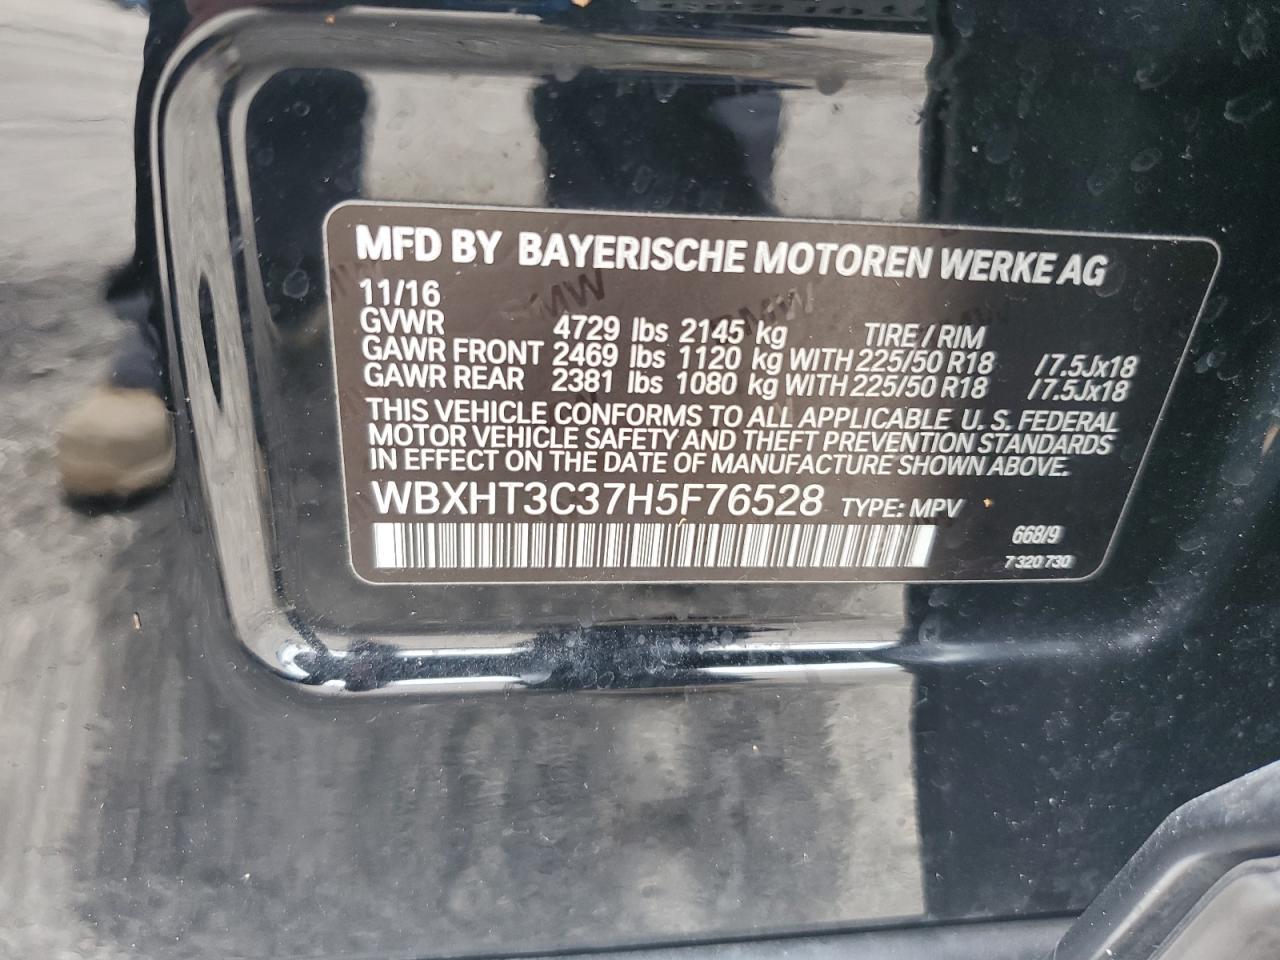 MFD BY BAYERISCHE MOTOREN WERKE AG
11/16
GVWR 4729 lbs 2145 kg TIRE / RIM
GAWR FRONT 2469 lbs 1120 kg WITH 225/50 R18 /7.5Jx18
GAWR REAR 2381 lbs 1080 kg WITH 225/50 R18 /7.5Jx18
THIS VEHICLE CONFORMS TO ALL APPLICABLE U. S. FEDERAL
MOTOR VEHICLE SAFETY AND THEFT PREVENTION STANDARDS
IN EFFECT ON THE DATE OF MANUFACTURE SHOWN ABOVE.
WBXHT3C37H5F76528 TYPE: MPV
668/9
7 320 730